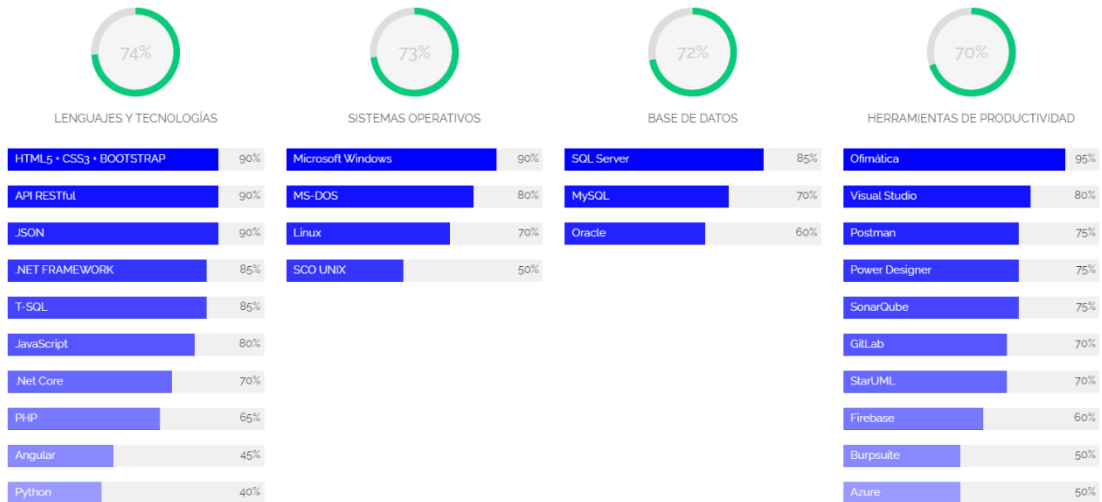 74%
LENGUAJES Y TECNOLOGÍAS
HTML5 + CSS3 + BOOTSTRAP 90%
API RESTful 90%
JSON 90%
.NET FRAMEWORK 85%
T-SQL 85%
JavaScript 80%
.Net Core 70%
PHP 65%
Angular 45%
Python 40%
73%
SISTEMAS OPERATIVOS
Microsoft Windows 90%
MS-DOS 80%
Linux 70%
SCO UNIX 50%
72%
BASE DE DATOS
SQL Server 85%
MySQL 70%
Oracle 60%
70%
HERRAMIENTAS DE PRODUCTIVIDAD
Ofimática 95%
Visual Studio 80%
Postman 75%
Power Designer 75%
SonarQube 75%
GitLab 70%
StarUML 70%
Firebase 60%
Burpsuite 50%
Azure 50%